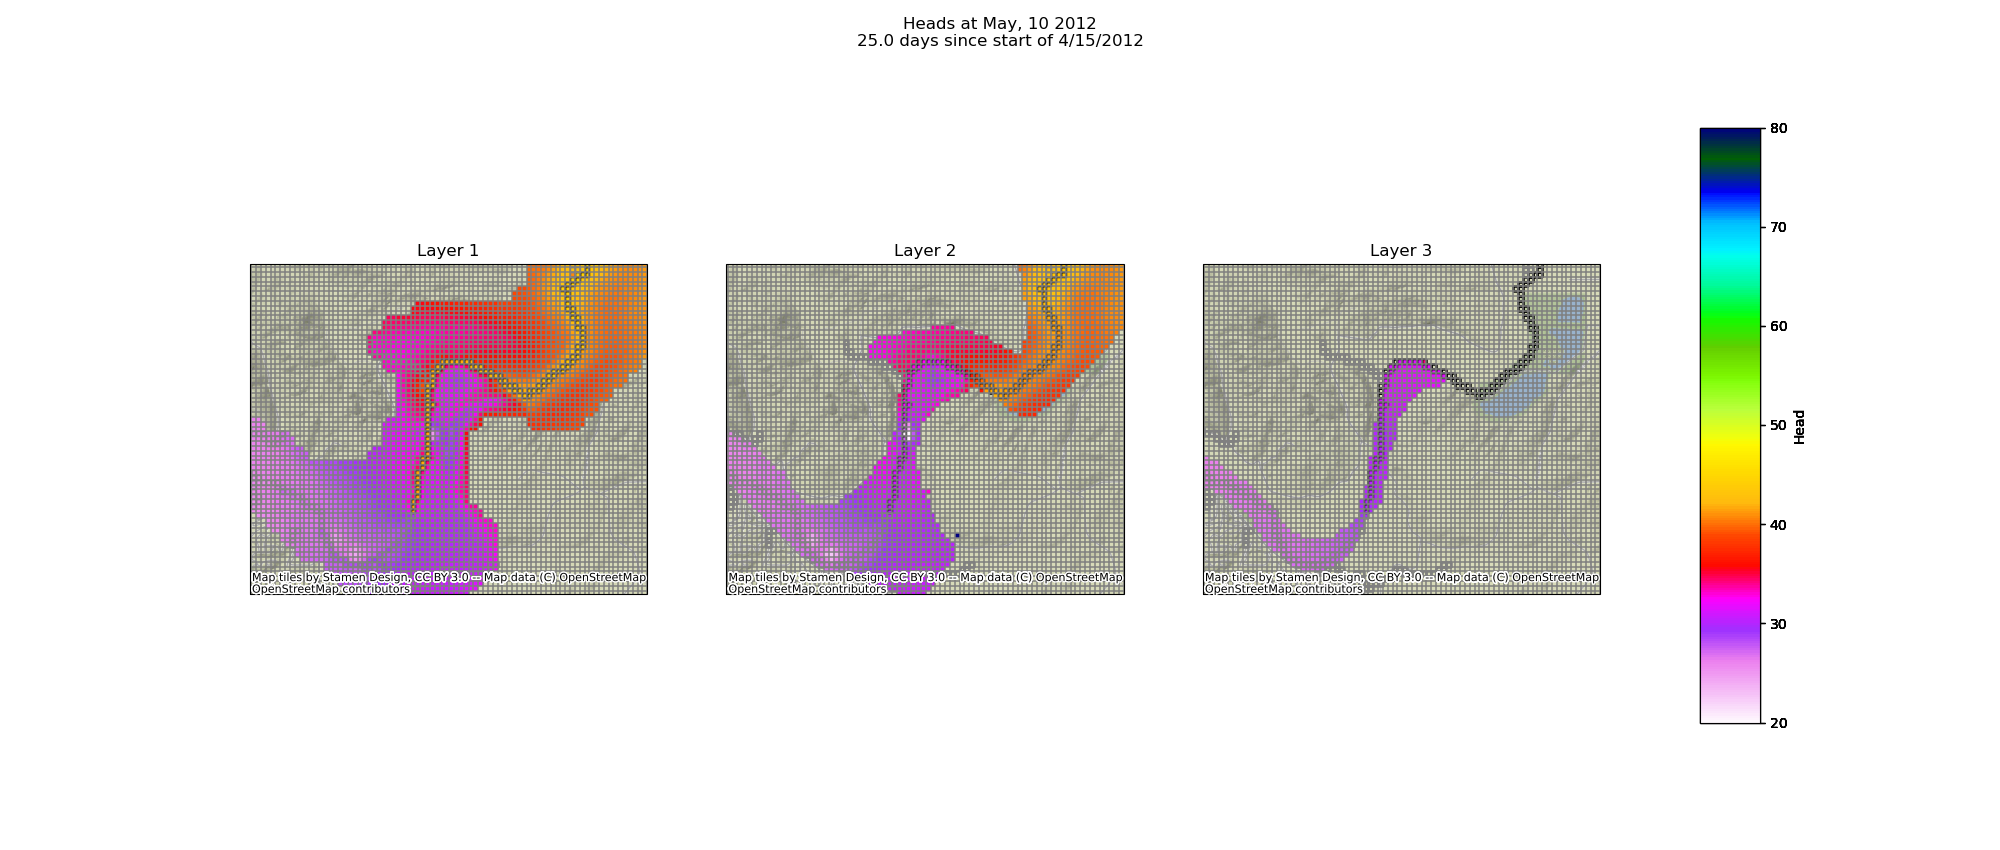 Heads at May, 10 2012
25.0 days since start of 4/15/2012
Layer 1
Layer 2
Layer 3
Map tiles by Stamen Design, CC BY 3.0 -- Map data (C) OpenStreetMap
OpenStreetMap contributors
Map tiles by Stamen Design, CC BY 3.0 -- Map data (C) OpenStreetMap
OpenStreetMap contributors
Map tiles by Stamen Design, CC BY 3.0 -- Map data (C) OpenStreetMap
OpenStreetMap contributors
80
70
60
50
40
30
20
Head